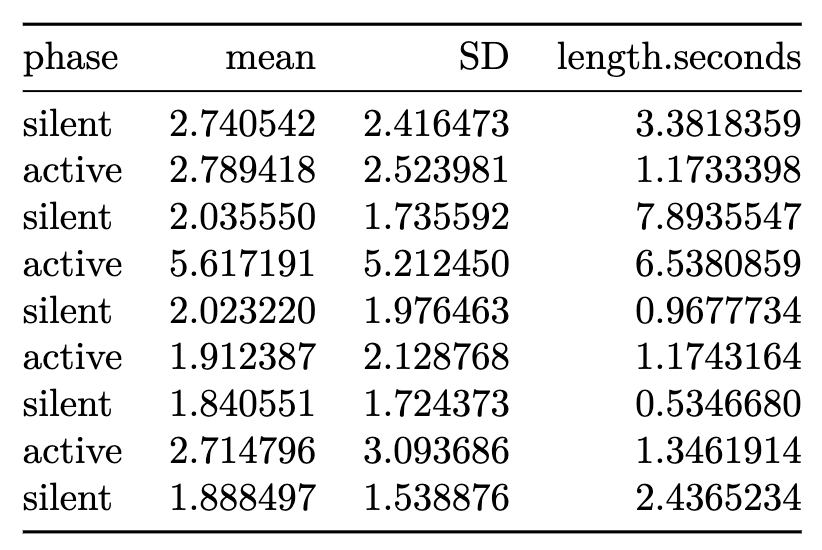 phase mean SD length.seconds
silent 2.740542 2.416473 3.3818359
active 2.789418 2.523981 1.1733398
silent 2.035550 1.735592 7.8935547
active 5.617191 5.212450 6.5380859
silent 2.023220 1.976463 0.9677734
active 1.912387 2.128768 1.1743164
silent 1.840551 1.724373 0.5346680
active 2.714796 3.093686 1.3461914
silent 1.888497 1.538876 2.4365234